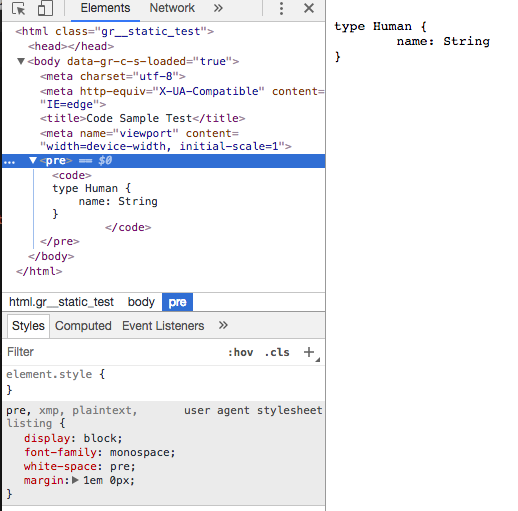 Elements Network »
type Human {
name: String
}
<html class="gr__static_test">
<head></head>
▼<body data-gr-c-s-loaded="true">
<meta charset="utf-8">
<meta http-equiv="X-UA-Compatible" content=
"IE=edge">
<title>Code Sample Test</title>
<meta name="viewport" content=
"width=device-width, initial-scale=1">
… ▼<pre> == $0
<code>
type Human {
name: String
}
</code>
</pre>
</body>
</html>
html.gr__static_test body pre
Styles Computed Event Listeners »
Filter :hov .cls +
element.style {
}
pre, xmp, plaintext, user agent stylesheet
listing {
display: block;
font-family: monospace;
white-space: pre;
margin:▶1em 0px;
}